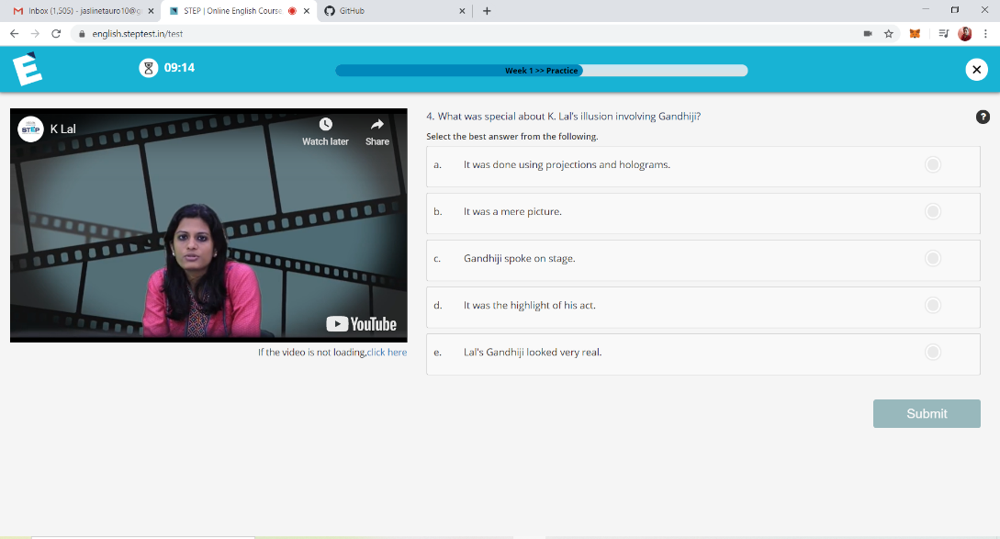 Inbox (1,505) - jaslinetauro10@g
STEP | Online English Course
GitHub
english.steptest.in/test
E
09:14
Week 1 >> Practice
STEP
K Lal
Watch later
Share
YouTube
If the video is not loading,click here
4. What was special about K. Lal's illusion involving Gandhiji?
?
Select the best answer from the following.
a. It was done using projections and holograms.
b. It was a mere picture.
c. Gandhiji spoke on stage.
d. It was the highlight of his act.
e. Lal's Gandhiji looked very real.
Submit